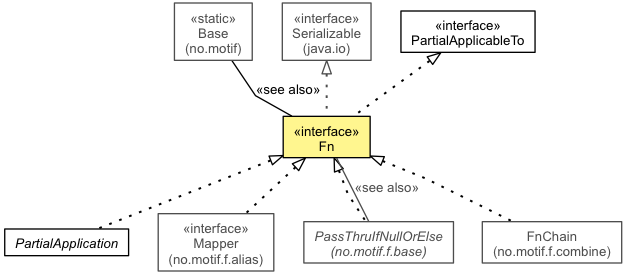 «static»
Base
(no.motif)
«interface»
Serializable
(java.io)
«interface»
PartialApplicableTo
«see also»
«interface»
Fn
«see also»
PartialApplication
«interface»
Mapper
(no.motif.f.alias)
PassThruIfNullOrElse
(no.motif.f.base)
FnChain
(no.motif.f.combine)